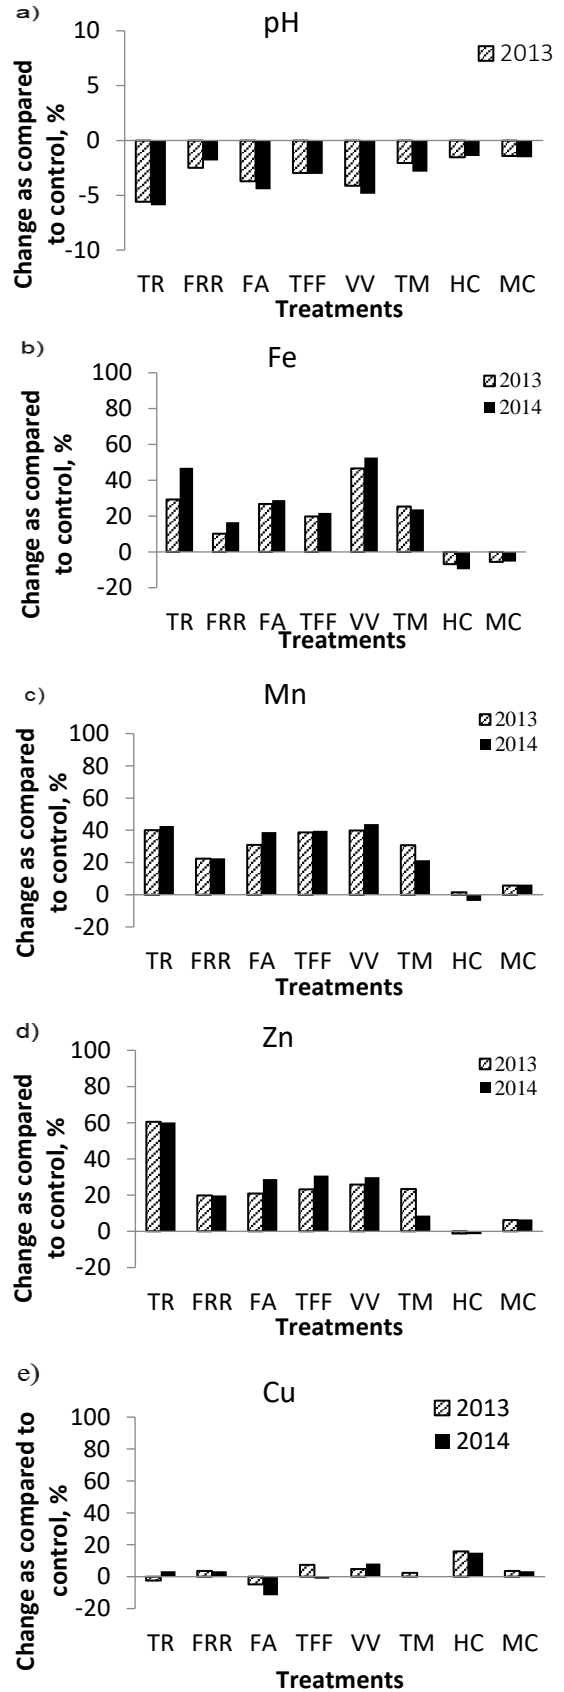 a)
pH
2013
10
5
0
-5
-10
Change as compared
to control, %
TR FRR FA TFF VV TM HC MC
Treatments
b)
Fe
2013
2014
100
80
60
40
20
0
-20
Change as compared
to control, %
TR FRR FA TFF VV TM HC MC
Treatments
c)
Mn
2013
2014
100
80
60
40
20
0
-20
Change as compared
to control, %
TR FRR FA TFF VV TM HC MC
Treatments
d)
Zn
2013
2014
100
80
60
40
20
0
-20
Change as compared
to control, %
TR FRR FA TFF VV TM HC MC
Treatments
e)
Cu
2013
2014
100
80
60
40
20
0
-20
Change as compared to
control, %
TR FRR FA TFF VV TM HC MC
Treatments